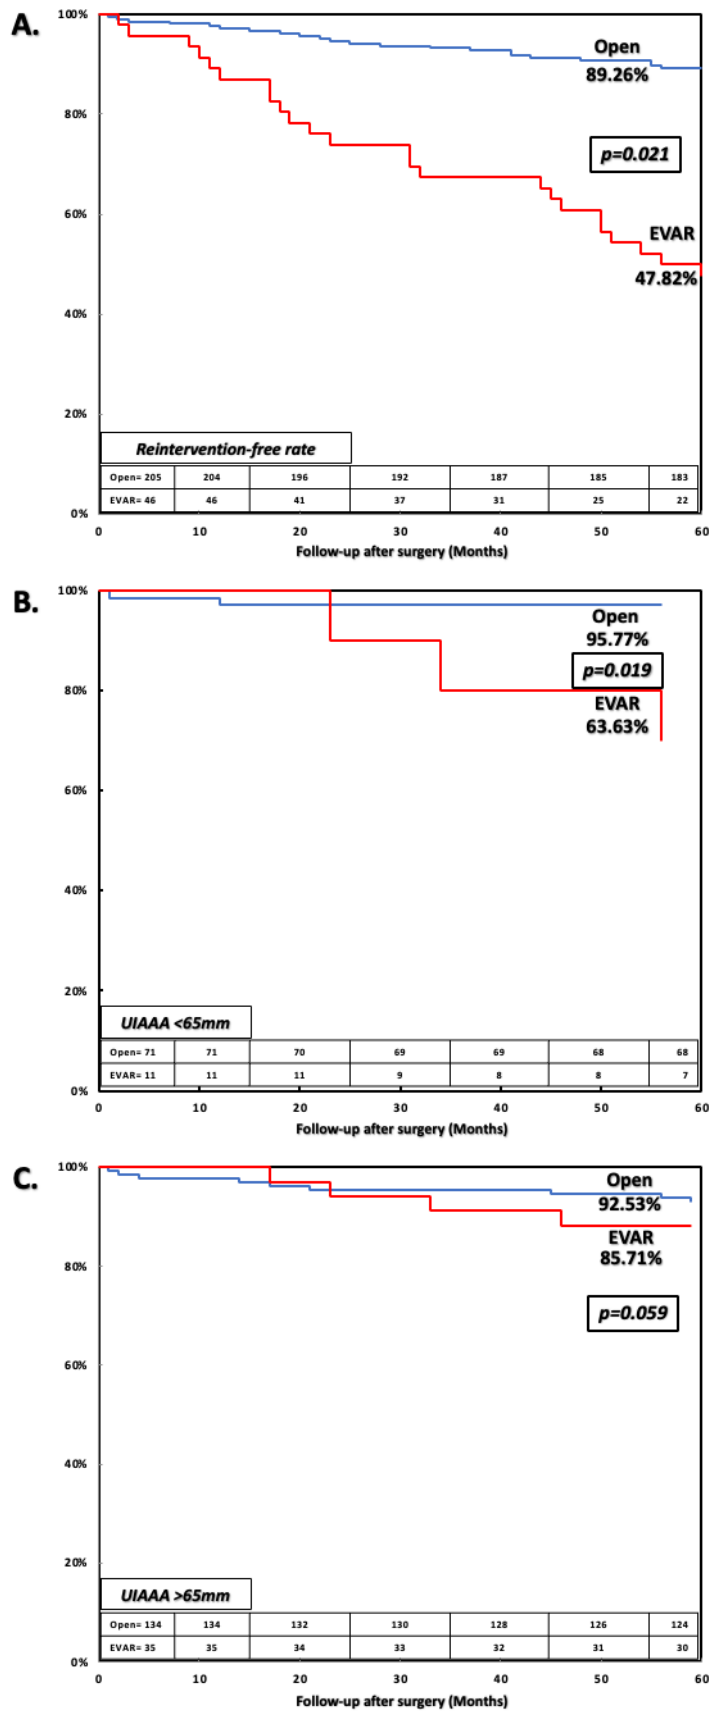 A.
100%
80%
60%
40%
20%
0%
Open
89.26%
p=0.021
EVAR
47.82%
Reintervention-free rate
Open= 205 204 196 192 187 185 183
EVAR= 46 46 41 37 31 25 22
0 10 20 30 40 50 60
Follow-up after surgery (Months)
B.
100%
80%
60%
40%
20%
0%
Open
95.77%
p=0.019
EVAR
63.63%
UIAAA <65mm
Open= 71 71 70 69 69 68 68
EVAR= 11 11 11 9 8 8 7
0 10 20 30 40 50 60
Follow-up after surgery (Months)
C.
100%
80%
60%
40%
20%
0%
Open
92.53%
EVAR
85.71%
p=0.059
UIAAA >65mm
Open= 134 134 132 130 128 126 124
EVAR= 35 35 34 33 32 31 30
0 10 20 30 40 50 60
Follow-up after surgery (Months)